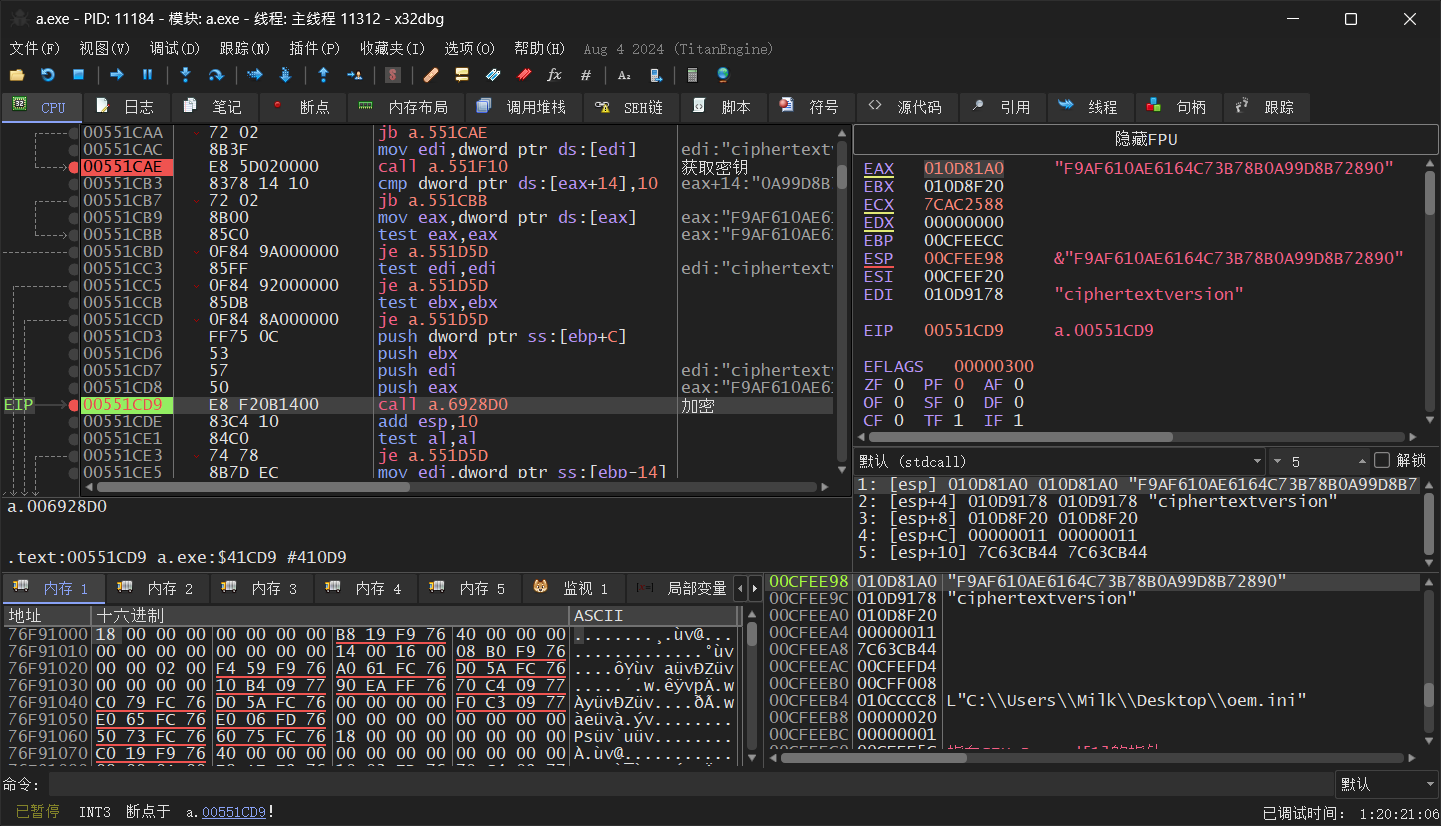 a.exe - PID: 11184 - 模块: a.exe - 线程: 主线程 11312 - x32dbg
文件(F) 视图(V) 调试(D) 跟踪(N) 插件(P) 收藏夹(I) 选项(O) 帮助(H) Aug 4 2024 (TitanEngine)
CPU 日志 笔记 断点 内存布局 调用堆栈 SEH链 脚本 符号 源代码 引用 线程 句柄 跟踪
00551CAA 72 02 jb a.551CAE
00551CAC 8B3F mov edi,dword ptr ds:[edi] edi:"ciphertextv
00551CAE E8 5D020000 call a.551F10 获取密钥
00551CB3 8378 14 10 cmp dword ptr ds:[eax+14],10 eax+14:"0A99D8B7
00551CB7 72 02 jb a.551CBB
00551CB9 8B00 mov eax,dword ptr ds:[eax] eax:"F9AF610AE61
00551CBB 85C0 test eax,eax eax:"F9AF610AE61
00551CBD 0F84 9A000000 je a.551D5D
00551CC3 85FF test edi,edi edi:"ciphertextv
00551CC5 0F84 92000000 je a.551D5D
00551CCB 85DB test ebx,ebx
00551CCD 0F84 8A000000 je a.551D5D
00551CD3 FF75 0C push dword ptr ss:[ebp+C]
00551CD6 53 push ebx
00551CD7 57 push edi edi:"ciphertextv
00551CD8 50 push eax eax:"F9AF610AE61
EIP 00551CD9 E8 F20B1400 call a.6928D0 加密
00551CDE 83C4 10 add esp,10
00551CE1 84C0 test al,al
00551CE3 74 78 je a.551D5D
00551CE5 8B7D EC mov edi,dword ptr ss:[ebp-14]
a.006928D0
.text:00551CD9 a.exe:$41CD9 #410D9
隐藏FPU
EAX 010D81A0 "F9AF610AE6164C73B78B0A99D8B72890"
EBX 010D8F20
ECX 7CAC2588
EDX 00000000
EBP 00CFEECC
ESP 00CFEE98 &"F9AF610AE6164C73B78B0A99D8B72890"
ESI 00CFEF20
EDI 010D9178 "ciphertextversion"
EIP 00551CD9 a.00551CD9
EFLAGS 00000300
ZF 0 PF 0 AF 0
OF 0 SF 0 DF 0
CF 0 TF 1 IF 1
默认 (stdcall) 5 解锁
1: [esp] 010D81A0 010D81A0 "F9AF610AE6164C73B78B0A99D8B7
2: [esp+4] 010D9178 010D9178 "ciphertextversion"
3: [esp+8] 010D8F20 010D8F20
4: [esp+C] 00000011 00000011
5: [esp+10] 7C63CB44 7C63CB44
内存 1 内存 2 内存 3 内存 4 内存 5 监视 1 局部变量
地址 十六进制 ASCII
76F91000 18 00 00 00 00 00 00 00 B8 19 F9 76 40 00 00 00 ........¸.ùv@...
76F91010 00 00 00 00 00 00 00 00 14 00 16 00 08 B0 F9 76 .............°ùv
76F91020 00 00 02 00 F4 59 F9 76 A0 61 FC 76 D0 5A FC 76 ....ôYùv aüvÐZüv
76F91030 00 00 00 00 10 B4 09 77 90 EA FF 76 70 C4 09 77 .....´.w.êÿvpÄ.w
76F91040 C0 79 FC 76 D0 5A FC 76 00 00 00 00 F0 C3 09 77 ÀyüvÐZüv....ðÃ.w
76F91050 E0 65 FC 76 E0 06 FD 76 00 00 00 00 00 00 00 00 àeüvà.ýv........
76F91060 50 73 FC 76 60 75 FC 76 18 00 00 00 00 00 00 00 Psüv`uüv........
76F91070 C0 19 F9 76 40 00 00 00 00 00 00 00 00 00 00 00 À.ùv@...........
00CFEE98 010D81A0 "F9AF610AE6164C73B78B0A99D8B72890"
00CFEE9C 010D9178 "ciphertextversion"
00CFEEA0 010D8F20
00CFEEA4 00000011
00CFEEA8 7C63CB44
00CFEEAC 00CFEFD4
00CFEEB0 00CFF008
00CFEEB4 010CCCC8 L"C:\\Users\\Milk\\Desktop\\oem.ini"
00CFEEB8 00000020
00CFEEBC 00000001
命令: 默认
已暂停 INT3 断点于 a.00551CD9! 已调试时间: 1:20:21:06